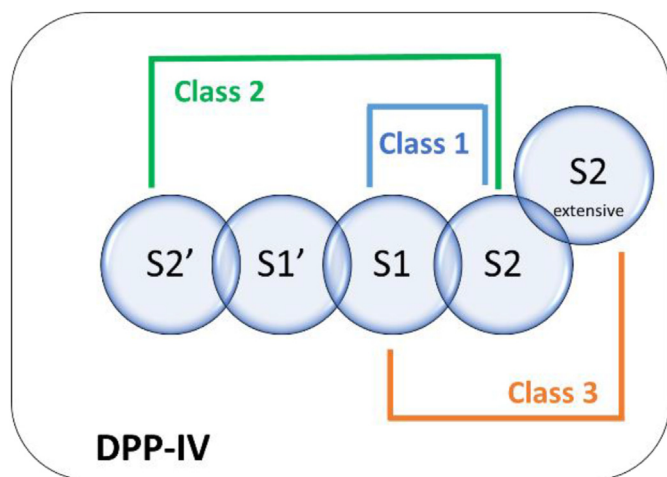 Class 2
Class 1
S2
extensive
S2’
S1’
S1
S2
Class 3
DPP-IV